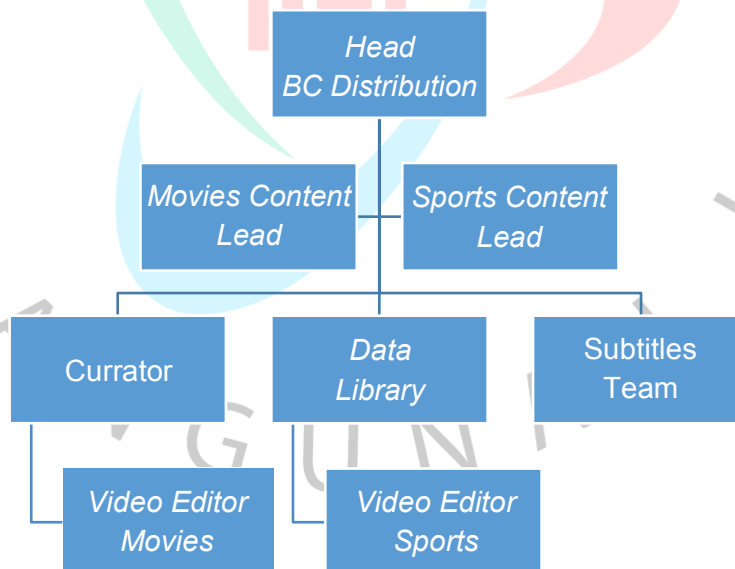 Head
BC Distribution
Movies Content
Lead
Sports Content
Lead
Currator
Data
Library
Subtitles
Team
G U N
Video Editor
Movies
Video Editor
Sports